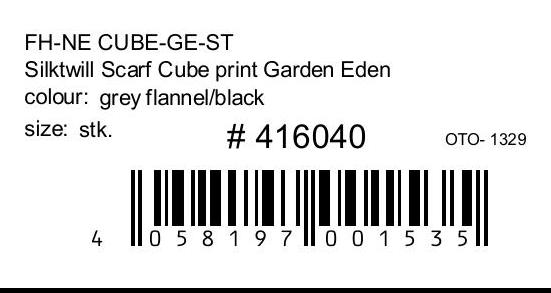 FH-NE CUBE-GE-ST
Silktwill Scarf Cube print Garden Eden
colour: grey flannel/black
size: stk.
# 416040
OTO- 1329
4 058197 001535